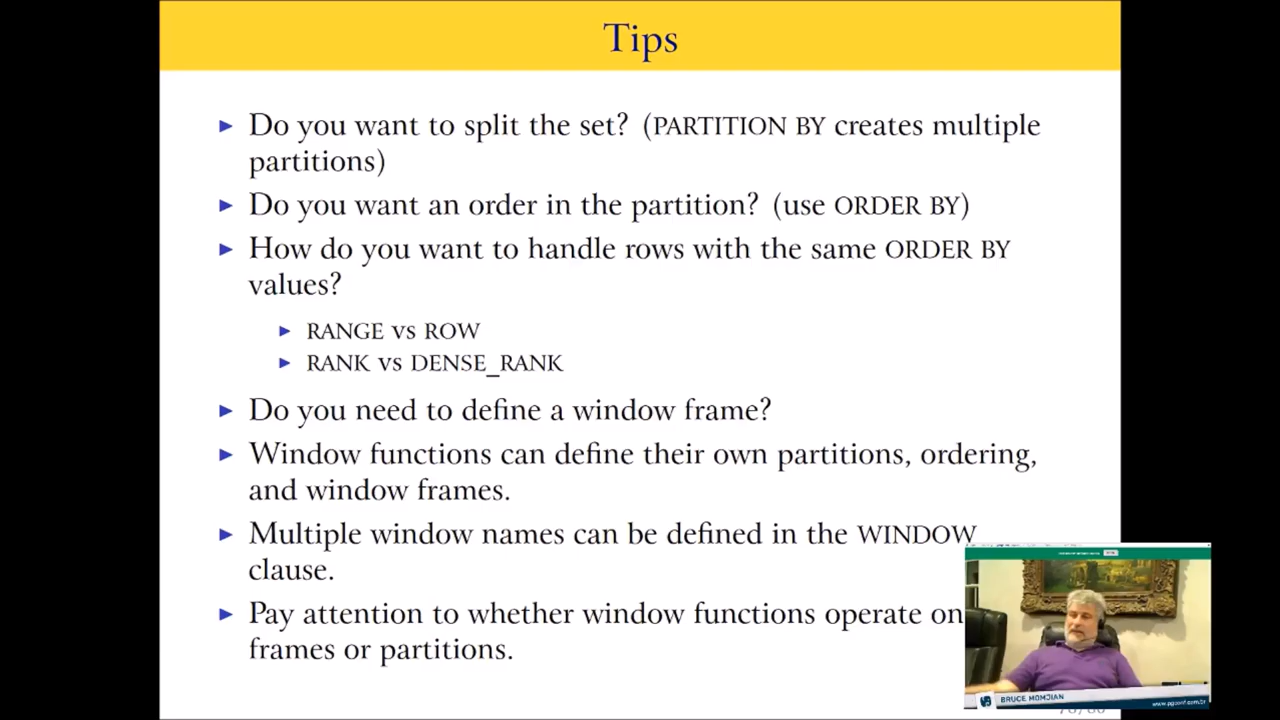 Tips
Do you want to split the set? (PARTITION BY creates multiple
partitions)
Do you want an order in the partition? (use ORDER BY)
How do you want to handle rows with the same ORDER BY
values?
RANGE vs ROW
RANK vs DENSE_RANK
Do you need to define a window frame?
Window functions can define their own partitions, ordering,
and window frames.
Multiple window names can be defined in the WINDOW
clause.
Pay attention to whether window functions operate on
frames or partitions.
BRUCE MOMJIAN
www.pgconf.com.br